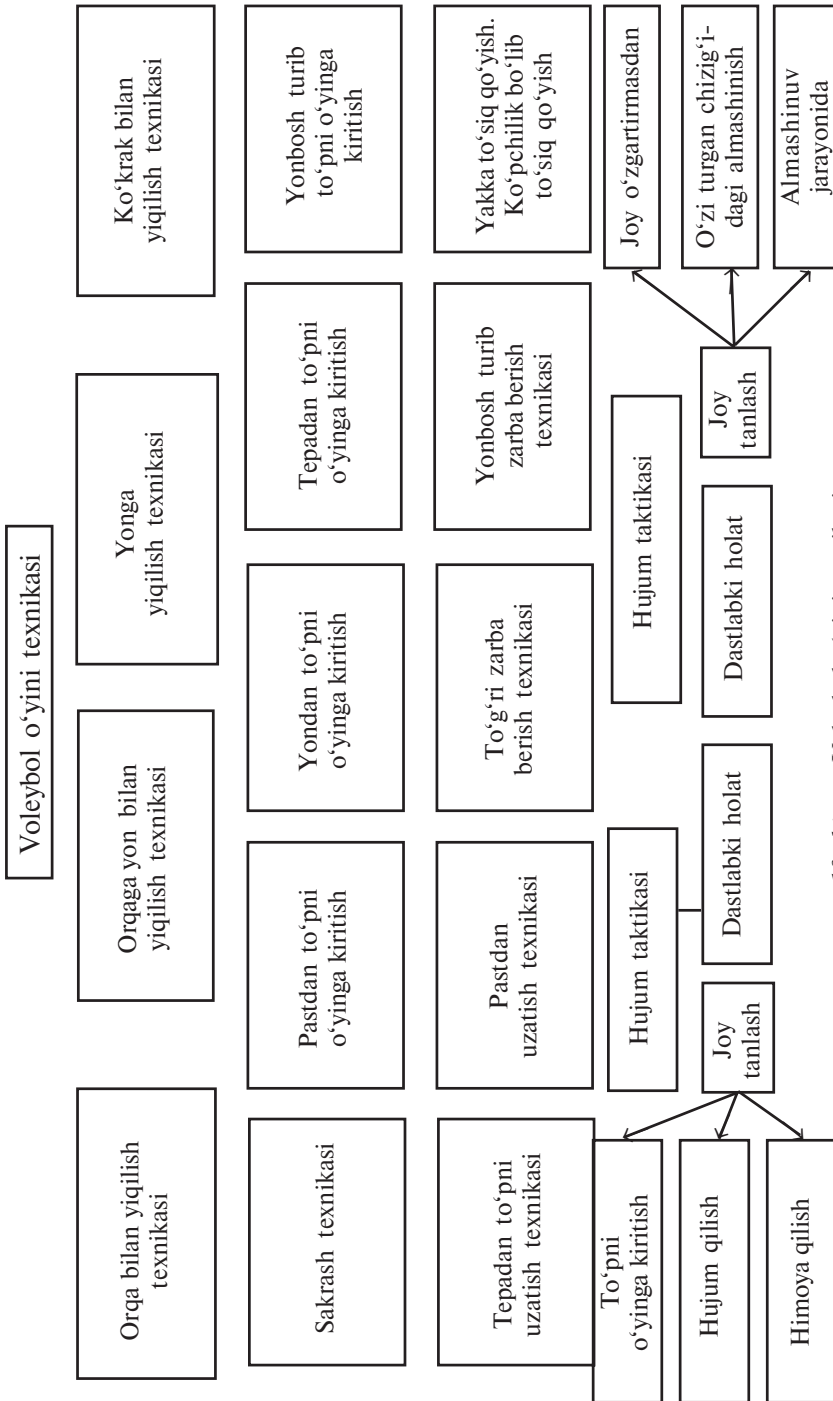 Voleybol o‘yini texnikasi
Orqa bilan yiqilish
texnikasi
Orqaga yon bilan
yiqilish texnikasi
Yonga
yiqilish texnikasi
Ko‘krak bilan
yiqilish texnikasi
Sakrash texnikasi
Pastdan to‘pni
o‘yinga kiritish
Yondan to‘pni
o‘yinga kiritish
Tepadan to‘pni
o‘yinga kiritish
Yonbosh turib
to‘pni o‘yinga
kiritish
Tepadan to‘pni
uzatish texnikasi
Pastdan
uzatish texnikasi
To‘g‘ri zarba
berish texnikasi
Yonbosh turib
zarba berish
texnikasi
Yakka to‘siq qo‘yish.
Ko‘pchilik bo‘lib
to‘siq qo‘yish
To‘pni
o‘yinga kiritish
Hujum qilish
Himoya qilish
Hujum taktikasi
Joy
tanlash
Dastlabki holat
Hujum taktikasi
Dastlabki holat
Joy
tanlash
Joy o‘zgartirmasdan
O‘zi turgan chizig‘i-
dagi almashinish
Almashinuv
jarayonida